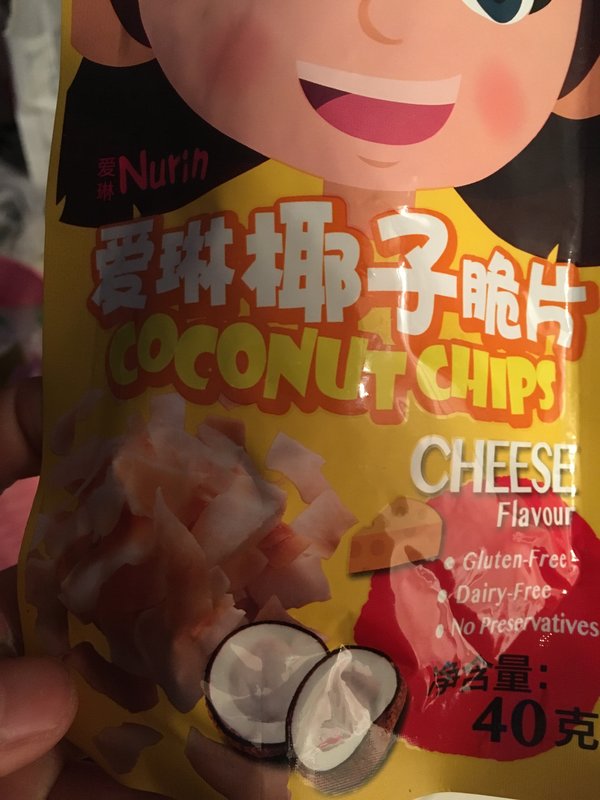 爱琳 Nurin
爱琳椰子脆片
COCONUT CHIPS
CHEESE
Flavour
• Gluten-Free
• Dairy-Free
• No Preservatives
净含量:
40克